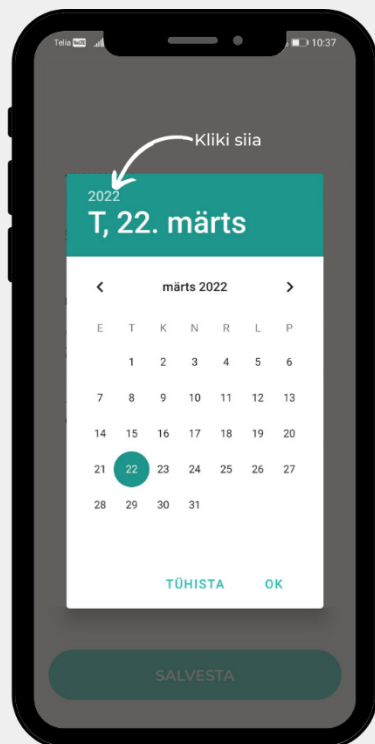 Telia 10:37
Kliki siia
2022
T, 22. märts
märts 2022
E T K N R L P
1 2 3 4 5 6
7 8 9 10 11 12 13
14 15 16 17 18 19 20
21 22 23 24 25 26 27
28 29 30 31
TÜHISTA OK
SALVESTA